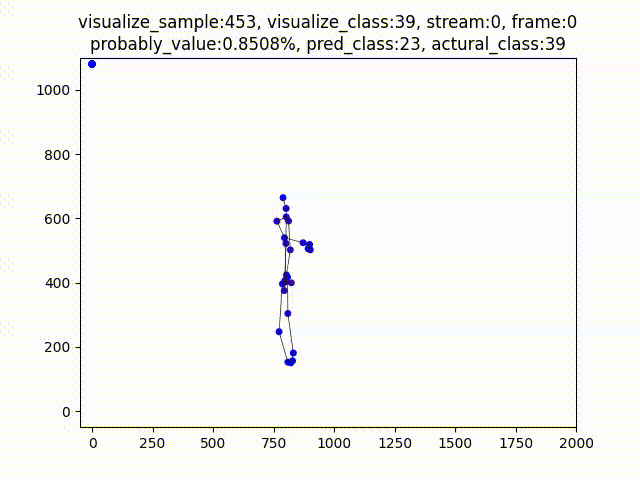 visualize_sample:453, visualize_class:39, stream:0, frame:0
probably_value:0.8508%, pred_class:23, actural_class:39
1000
800
600
400
200
0
0 250 500 750 1000 1250 1500 1750 2000